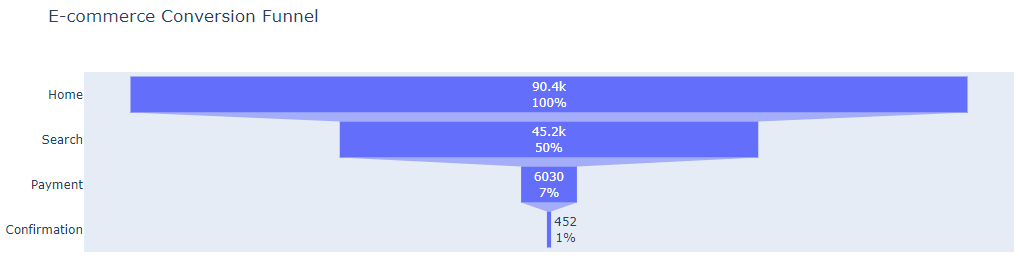 E-commerce Conversion Funnel
Home
90.4k
100%
Search
45.2k
50%
Payment
6030
7%
Confirmation
452
1%